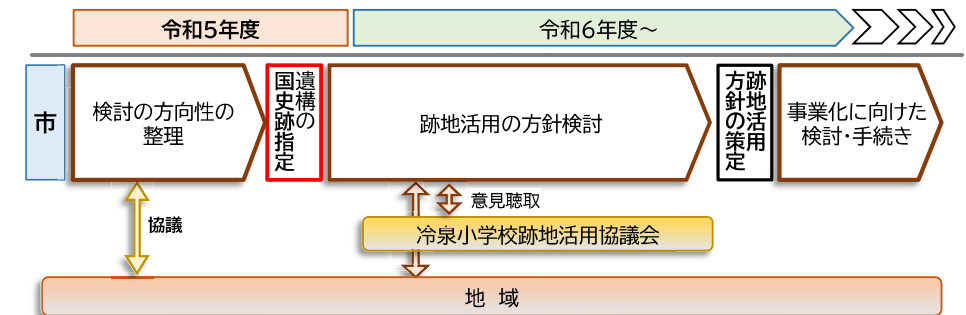 令和5年度
令和6年度～
市
検討の方向性の
整理
遺構の
国史跡指定
跡地活用の方針検討
跡地活用
方針の策定
事業化に向けた
検討・手続き
協議
意見聴取
冷泉小学校跡地活用協議会
地 域